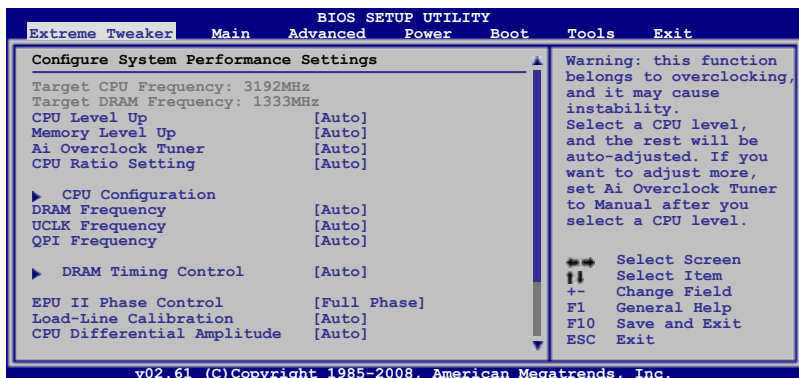 BIOS SETUP UTILITY
Extreme Tweaker Main Advanced Power Boot Tools Exit
Configure System Performance Settings
Target CPU Frequency: 3192MHz
Target DRAM Frequency: 1333MHz
CPU Level Up [Auto]
Memory Level Up [Auto]
Ai Overclock Tuner [Auto]
CPU Ratio Setting [Auto]
CPU Configuration
DRAM Frequency [Auto]
UCLK Frequency [Auto]
QPI Frequency [Auto]
DRAM Timing Control [Auto]
EPU II Phase Control [Full Phase]
Load-Line Calibration [Auto]
CPU Differential Amplitude [Auto]
Warning: this function
belongs to overclocking,
and it may cause
instability.
Select a CPU level,
and the rest will be
auto-adjusted. If you
want to adjust more,
set Ai Overclock Tuner
to Manual after you
select a CPU level.
Select Screen
Select Item
+- Change Field
F1 General Help
F10 Save and Exit
ESC Exit
v02.61 (C)Copyright 1985-2008, American Megatrends, Inc.